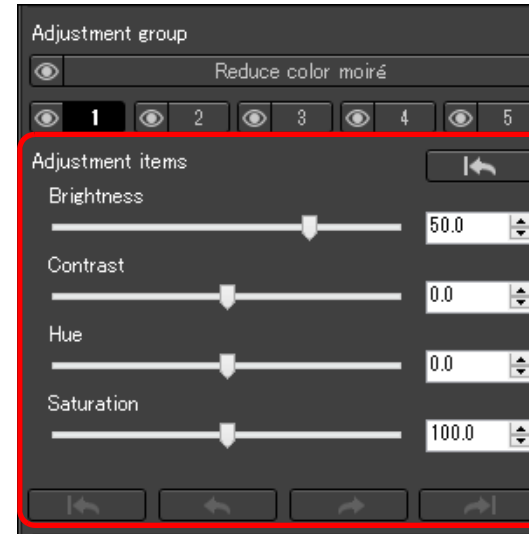 Adjustment group
Reduce color moiré
1 2 3 4 5
Adjustment items
Brightness
50.0
Contrast
0.0
Hue
0.0
Saturation
100.0